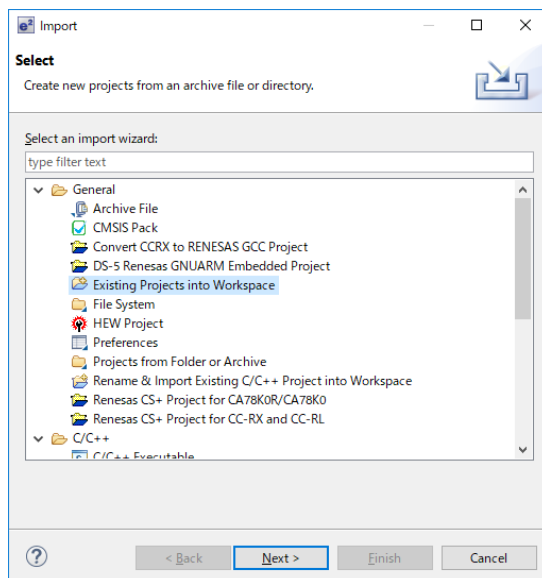 e² Import
Select
Create new projects from an archive file or directory.
Select an import wizard:
type filter text
General
Archive File
CMSIS Pack
Convert CCRX to RENESAS GCC Project
DS-5 Renesas GNUARM Embedded Project
Existing Projects into Workspace
File System
HEW Project
Preferences
Projects from Folder or Archive
Rename & Import Existing C/C++ Project into Workspace
Renesas CS+ Project for CA78K0R/CA78K0
Renesas CS+ Project for CC-RX and CC-RL
C/C++
C/C++ Executable
< Back Next > Finish Cancel